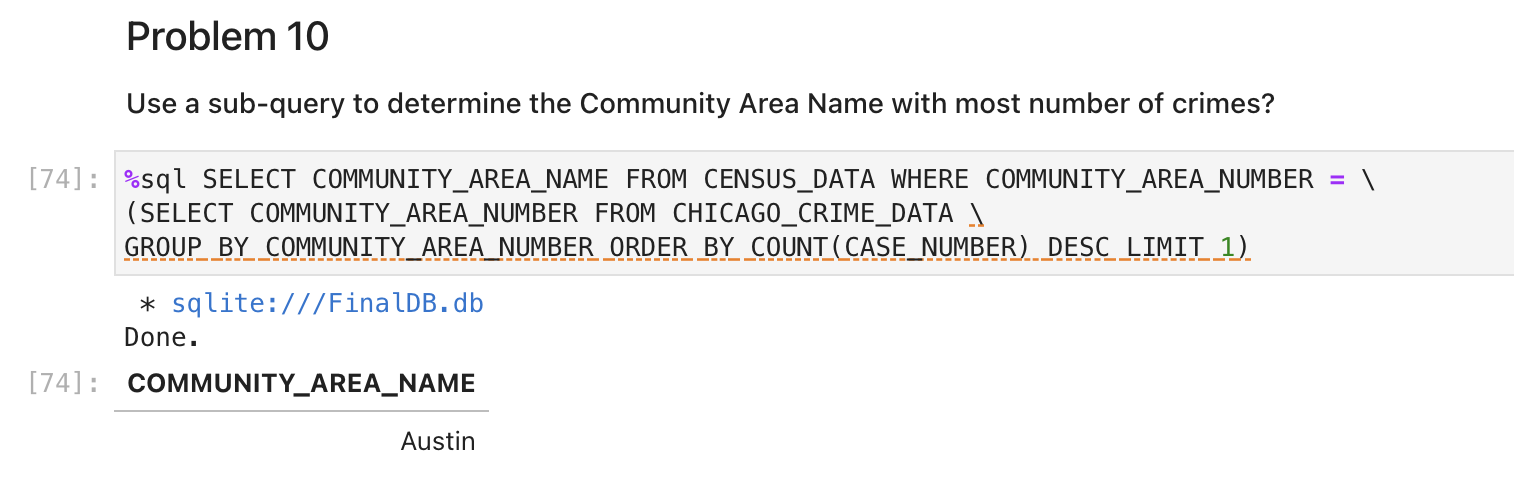 Problem 10
Use a sub-query to determine the Community Area Name with most number of crimes?
[74]: %sql SELECT COMMUNITY_AREA_NAME FROM CENSUS_DATA WHERE COMMUNITY_AREA_NUMBER = \
(SELECT COMMUNITY_AREA_NUMBER FROM CHICAGO_CRIME_DATA \
GROUP BY COMMUNITY_AREA_NUMBER ORDER BY COUNT(CASE_NUMBER) DESC LIMIT 1)
* sqlite:///FinalDB.db
Done.
[74]: COMMUNITY_AREA_NAME
Austin